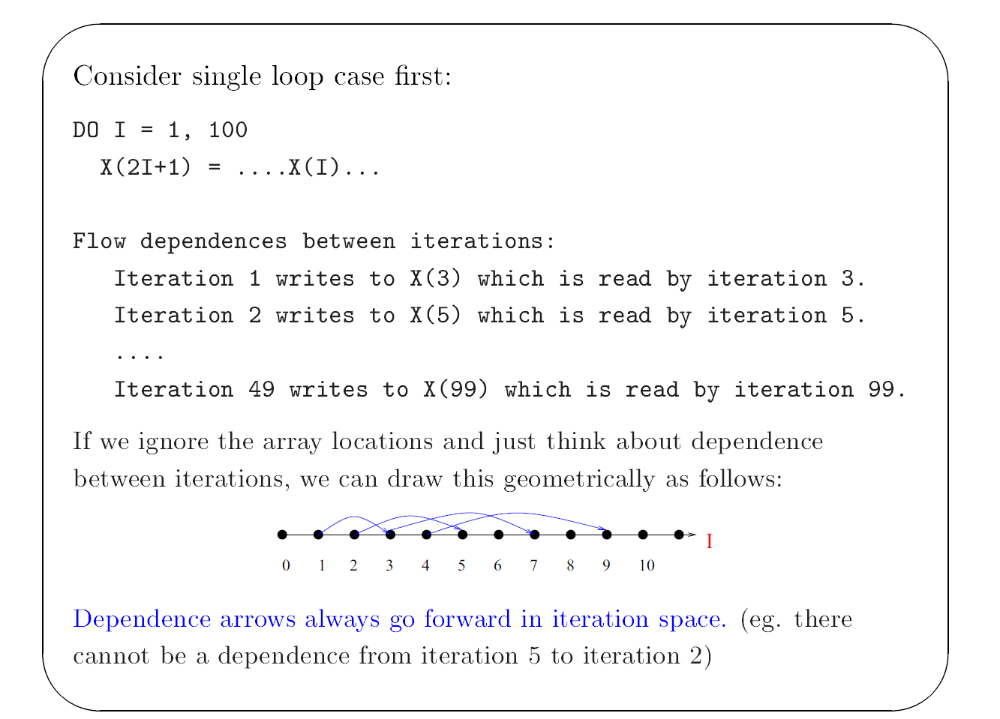 Consider single loop case first:
DO I = 1, 100
X(2I+1) = ....X(I)...
Flow dependences between iterations:
Iteration 1 writes to X(3) which is read by iteration 3.
Iteration 2 writes to X(5) which is read by iteration 5.
....
Iteration 49 writes to X(99) which is read by iteration 99.
If we ignore the array locations and just think about dependence
between iterations, we can draw this geometrically as follows:
I
0 1 2 3 4 5 6 7 8 9 10
Dependence arrows always go forward in iteration space. (eg. there
cannot be a dependence from iteration 5 to iteration 2)